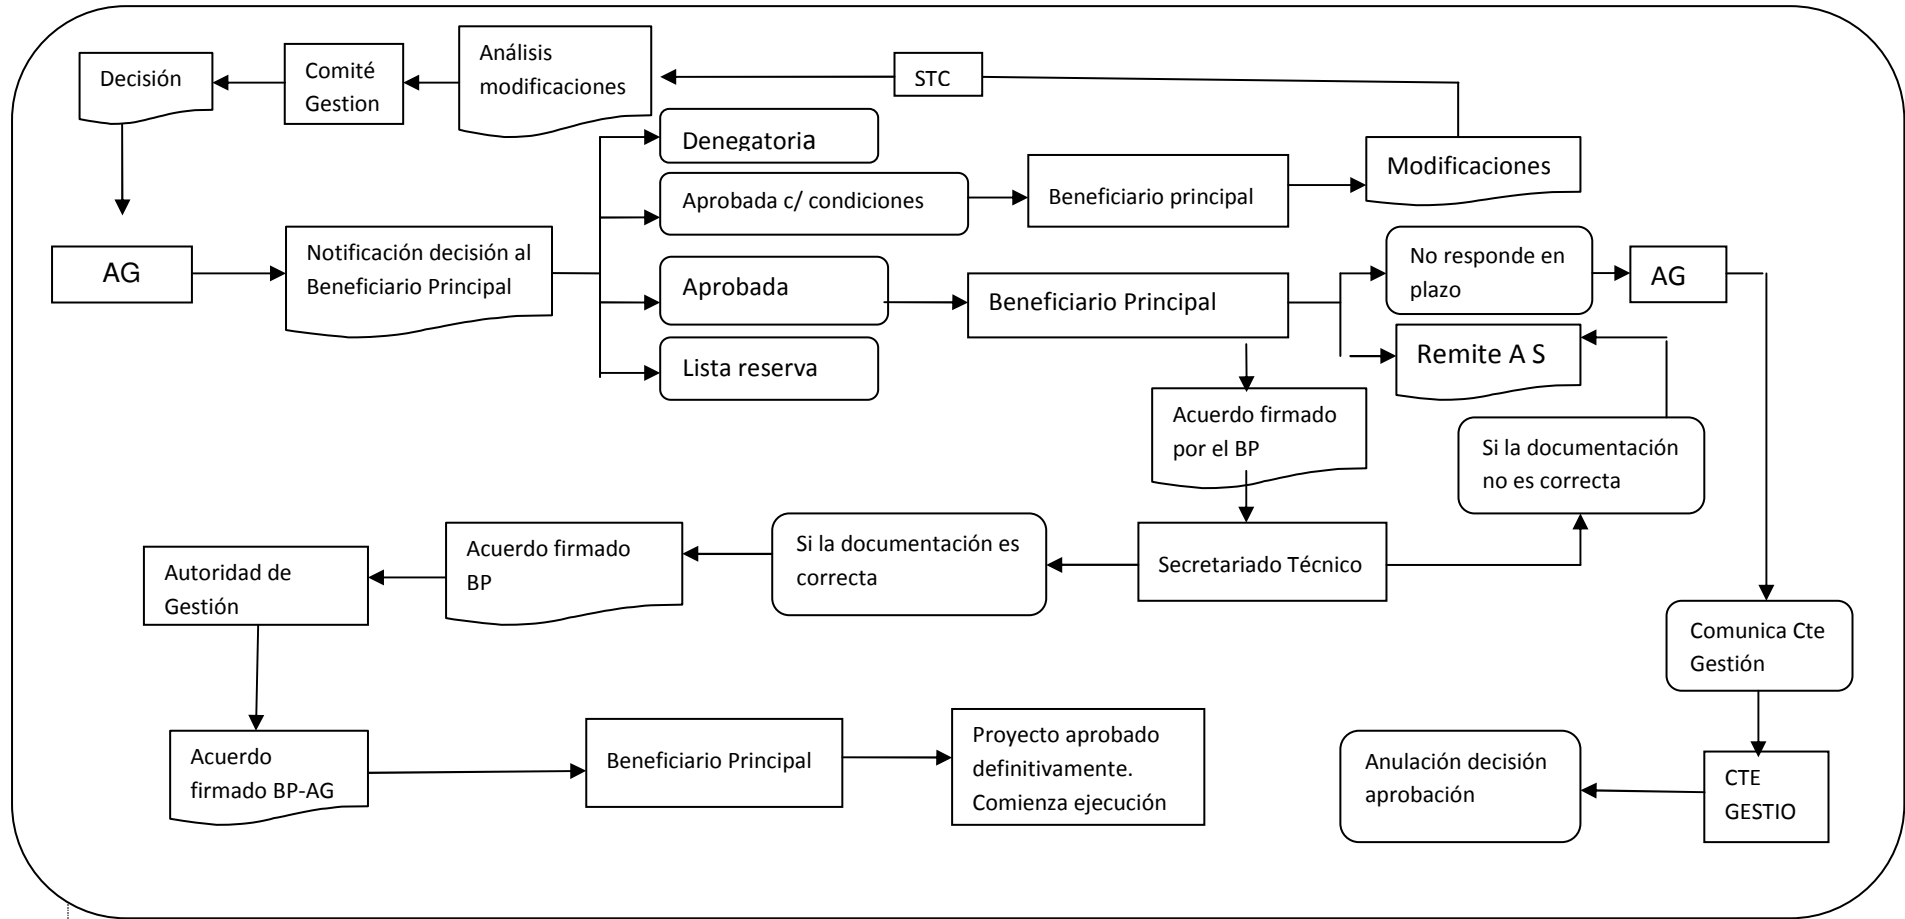 Decisión
Comité
Gestion
Análisis
modificaciones
STC
Denegatoria
Aprobada c/ condiciones
Beneficiario principal
Modificaciones
AG
Notificación decisión al
Beneficiario Principal
Aprobada
Beneficiario Principal
No responde en
plazo
AG
Lista reserva
Remite A S
Acuerdo firmado
por el BP
Si la documentación
no es correcta
Autoridad de
Gestión
Acuerdo firmado
BP
Si la documentación es
correcta
Secretariado Técnico
Comunica Cte
Gestión
Acuerdo
firmado BP-AG
Beneficiario Principal
Proyecto aprobado
definitivamente.
Comienza ejecución
Anulación decisión
aprobación
CTE
GESTIO